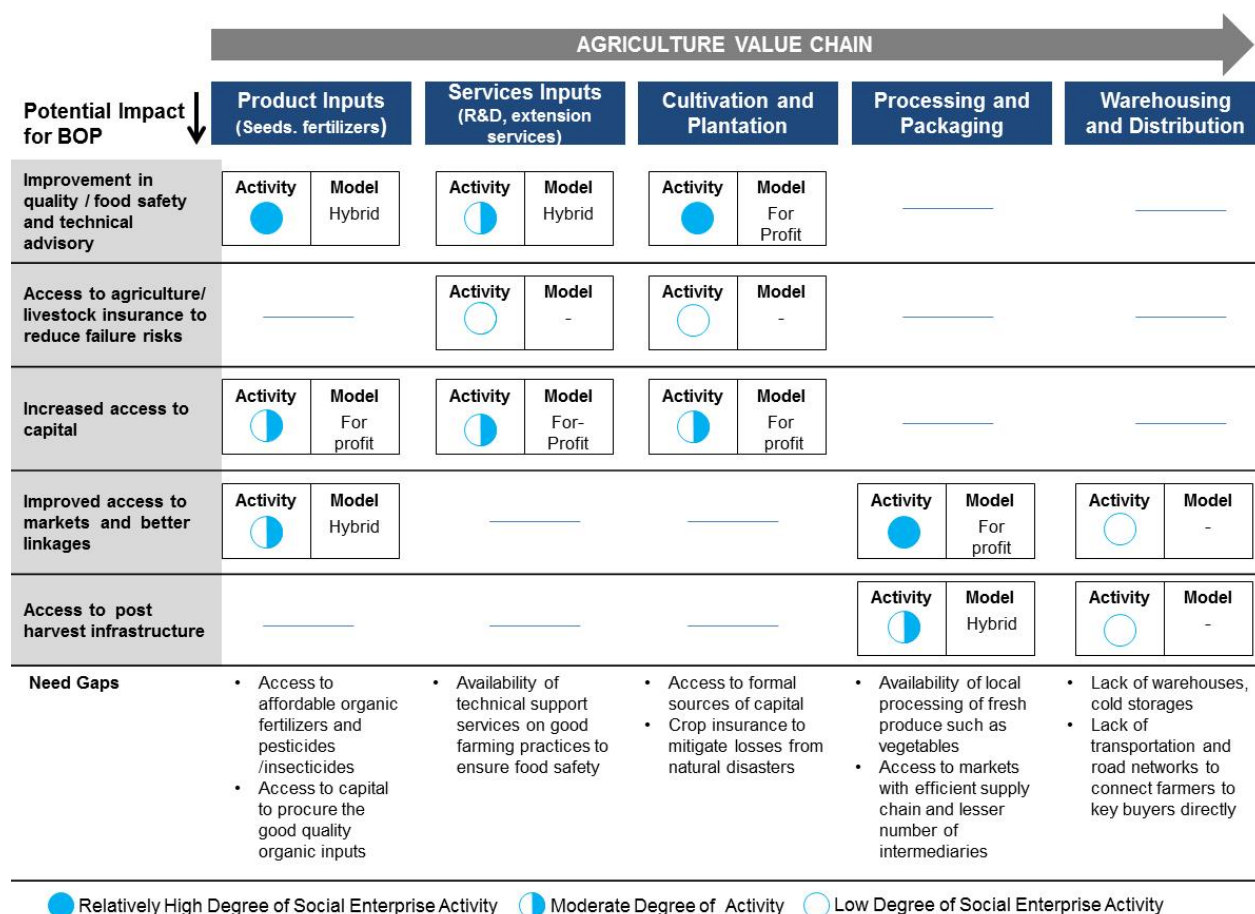 AGRICULTURE VALUE CHAIN
Potential Impact
for BOP
Product Inputs
(Seeds. fertilizers)
Services Inputs
(R&D, extension
services)
Cultivation and
Plantation
Processing and
Packaging
Warehousing
and Distribution
Improvement in
quality / food safety
and technical
advisory
Activity
Model
Hybrid
Activity
Model
Hybrid
Activity
Model
For
Profit
Access to agriculture/
livestock insurance to
reduce failure risks
Activity
Model
-
Activity
Model
-
Increased access to
capital
Activity
Model
For
profit
Activity
Model
For-
Profit
Activity
Model
For
profit
Improved access to
markets and better
linkages
Activity
Model
Hybrid
Activity
Model
For
profit
Activity
Model
-
Access to post
harvest infrastructure
Activity
Model
Hybrid
Activity
Model
-
Need Gaps
• Access to
affordable organic
fertilizers and
pesticides
/insecticides
• Access to capital
to procure the
good quality
organic inputs
• Availability of
technical support
services on good
farming practices to
ensure food safety
• Access to formal
sources of capital
• Crop insurance to
mitigate losses from
natural disasters
• Availability of local
processing of fresh
produce such as
vegetables
• Access to markets
with efficient supply
chain and lesser
number of
intermediaries
• Lack of warehouses,
cold storages
• Lack of
transportation and
road networks to
connect farmers to
key buyers directly
Relatively High Degree of Social Enterprise Activity
Moderate Degree of Activity
Low Degree of Social Enterprise Activity